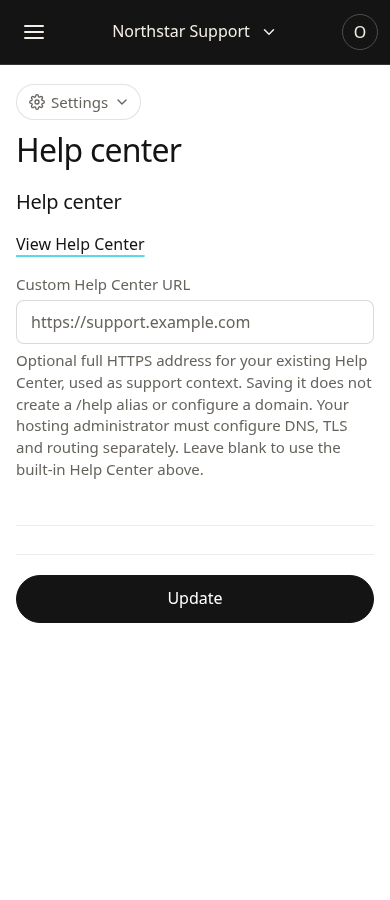 Northstar Support
O
Settings
Help center
Help center
View Help Center
Custom Help Center URL
https://support.example.com
Optional full HTTPS address for your existing Help
Center, used as support context. Saving it does not
create a /help alias or configure a domain. Your
hosting administrator must configure DNS, TLS
and routing separately. Leave blank to use the
built-in Help Center above.
Update